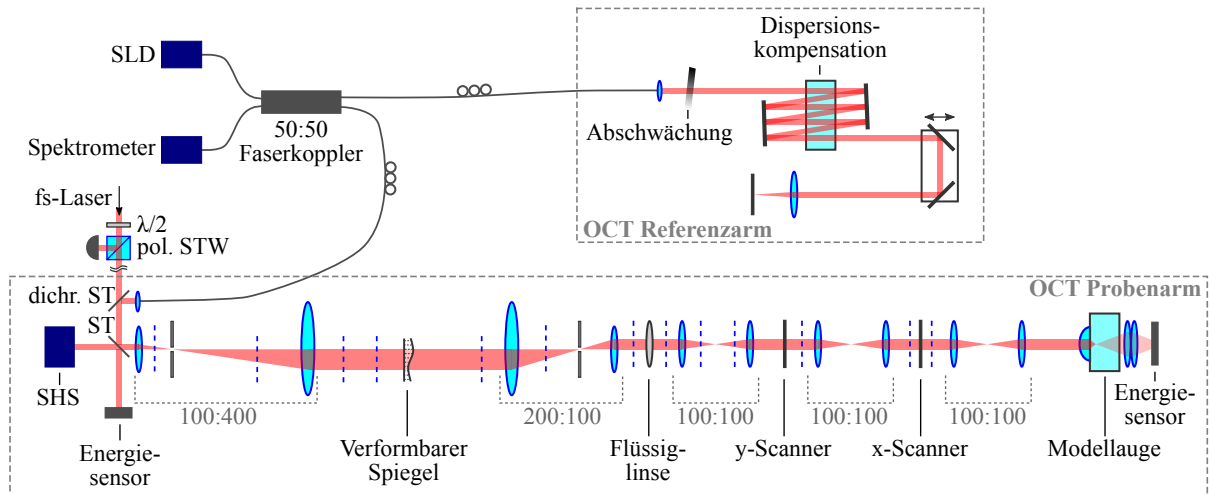 SLD
Spektrometer
50:50
Faserkoppler
Dispersions-
kompensation
Abschwächung
OCT Referenzarm
fs-Laser
λ/2
pol. STW
dichr. ST
ST
SHS
Energie-
sensor
OCT Probenarm
100:400
Verformbarer
Spiegel
200:100
Flüssig-
linse
100:100
y-Scanner
100:100
x-Scanner
100:100
Modellauge
Energie-
sensor